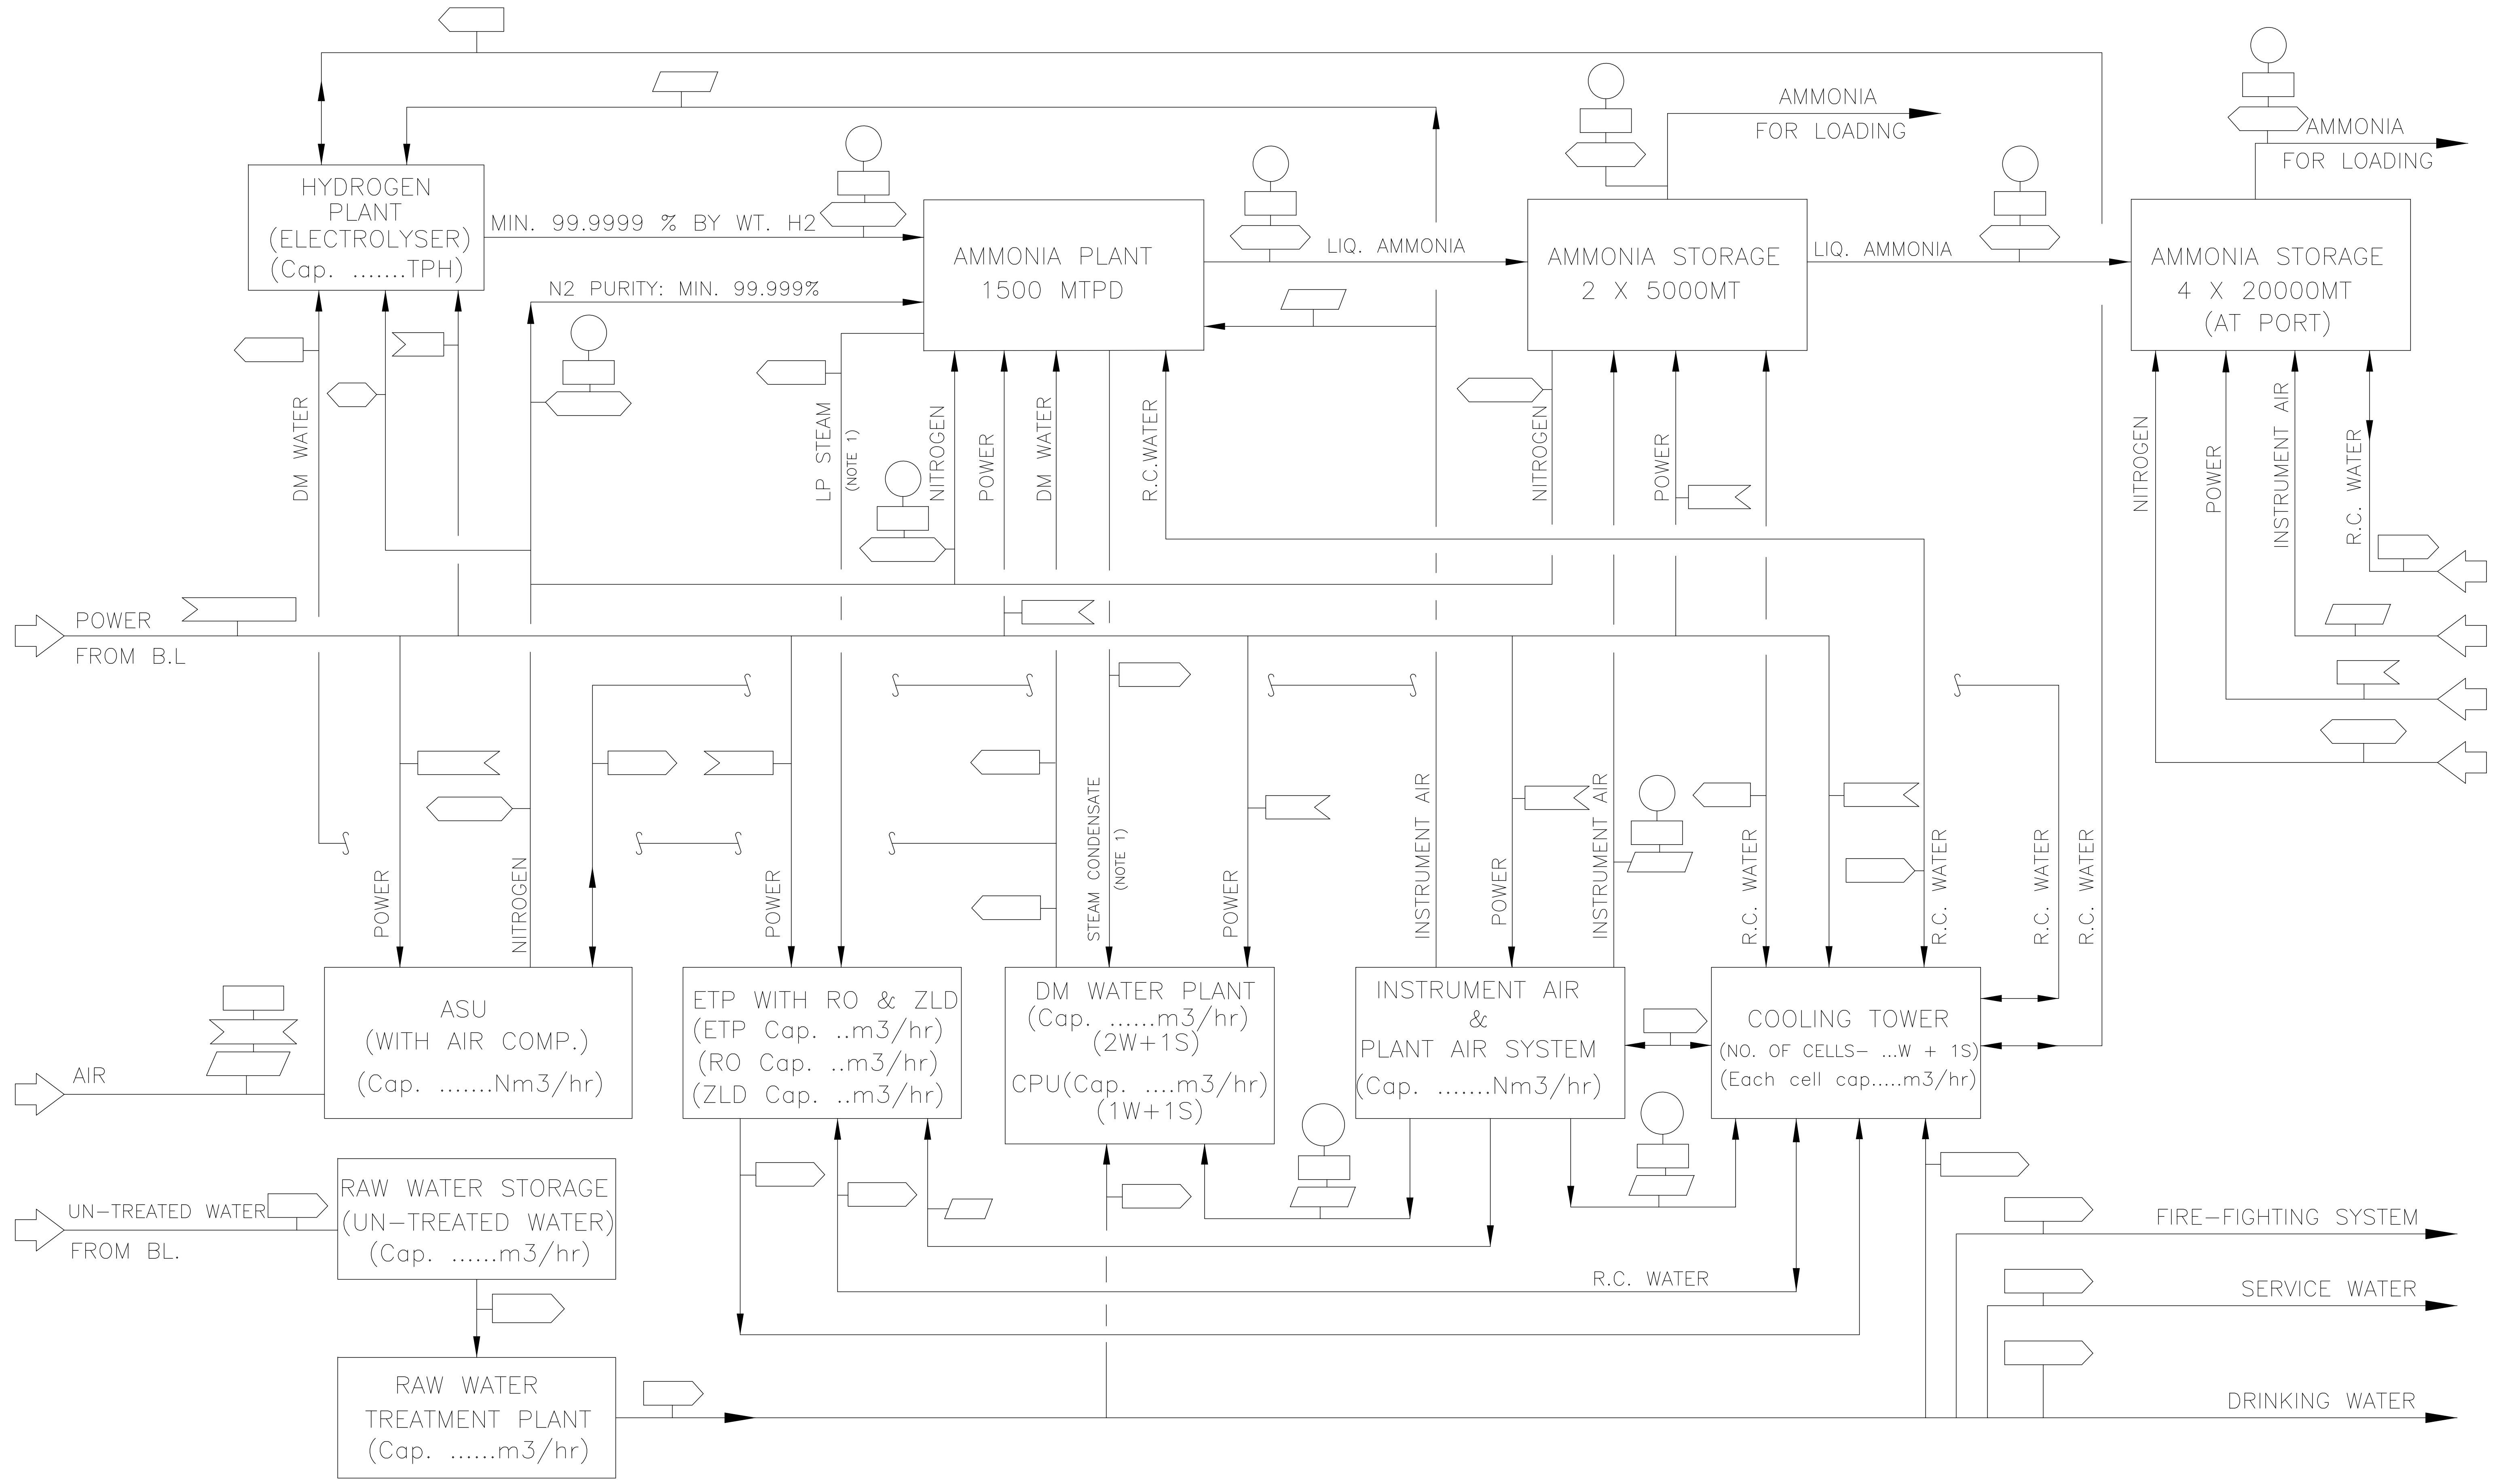 AMMONIA
FOR LOADING
AMMONIA
FOR LOADING
HYDROGEN
PLANT
(ELECTROLYSER)
(Cap. .......TPH)
MIN. 99.9999 % BY WT. H2
N2 PURITY: MIN. 99.999%
AMMONIA PLANT
1500 MTPD
LIQ. AMMONIA
AMMONIA STORAGE
2 X 5000MT
LIQ. AMMONIA
AMMONIA STORAGE
4 X 20000MT
(AT PORT)
DM WATER
LP STEAM
(NOTE 1)
NITROGEN
POWER
DM WATER
R.C.WATER
NITROGEN
POWER
NITROGEN
POWER
INSTRUMENT AIR
R.C. WATER
POWER
FROM B.L
POWER
NITROGEN
POWER
STEAM CONDENSATE
(NOTE 1)
POWER
INSTRUMENT AIR
POWER
INSTRUMENT AIR
R.C. WATER
R.C. WATER
R.C. WATER
R.C. WATER
AIR
ASU
(WITH AIR COMP.)
(Cap. .......Nm3/hr)
ETP WITH RO & ZLD
(ETP Cap. ..m3/hr)
(RO Cap. ..m3/hr)
(ZLD Cap. ..m3/hr)
DM WATER PLANT
(Cap. ......m3/hr)
(2W+1S)
CPU(Cap. ....m3/hr)
(1W+1S)
INSTRUMENT AIR
&
PLANT AIR SYSTEM
(Cap. .......Nm3/hr)
COOLING TOWER
(NO. OF CELLS- ...W + 1S)
(Each cell cap.....m3/hr)
UN-TREATED WATER
FROM BL.
RAW WATER STORAGE
(UN-TREATED WATER)
(Cap. ......m3/hr)
R.C. WATER
FIRE-FIGHTING SYSTEM
SERVICE WATER
DRINKING WATER
RAW WATER
TREATMENT PLANT
(Cap. ......m3/hr)